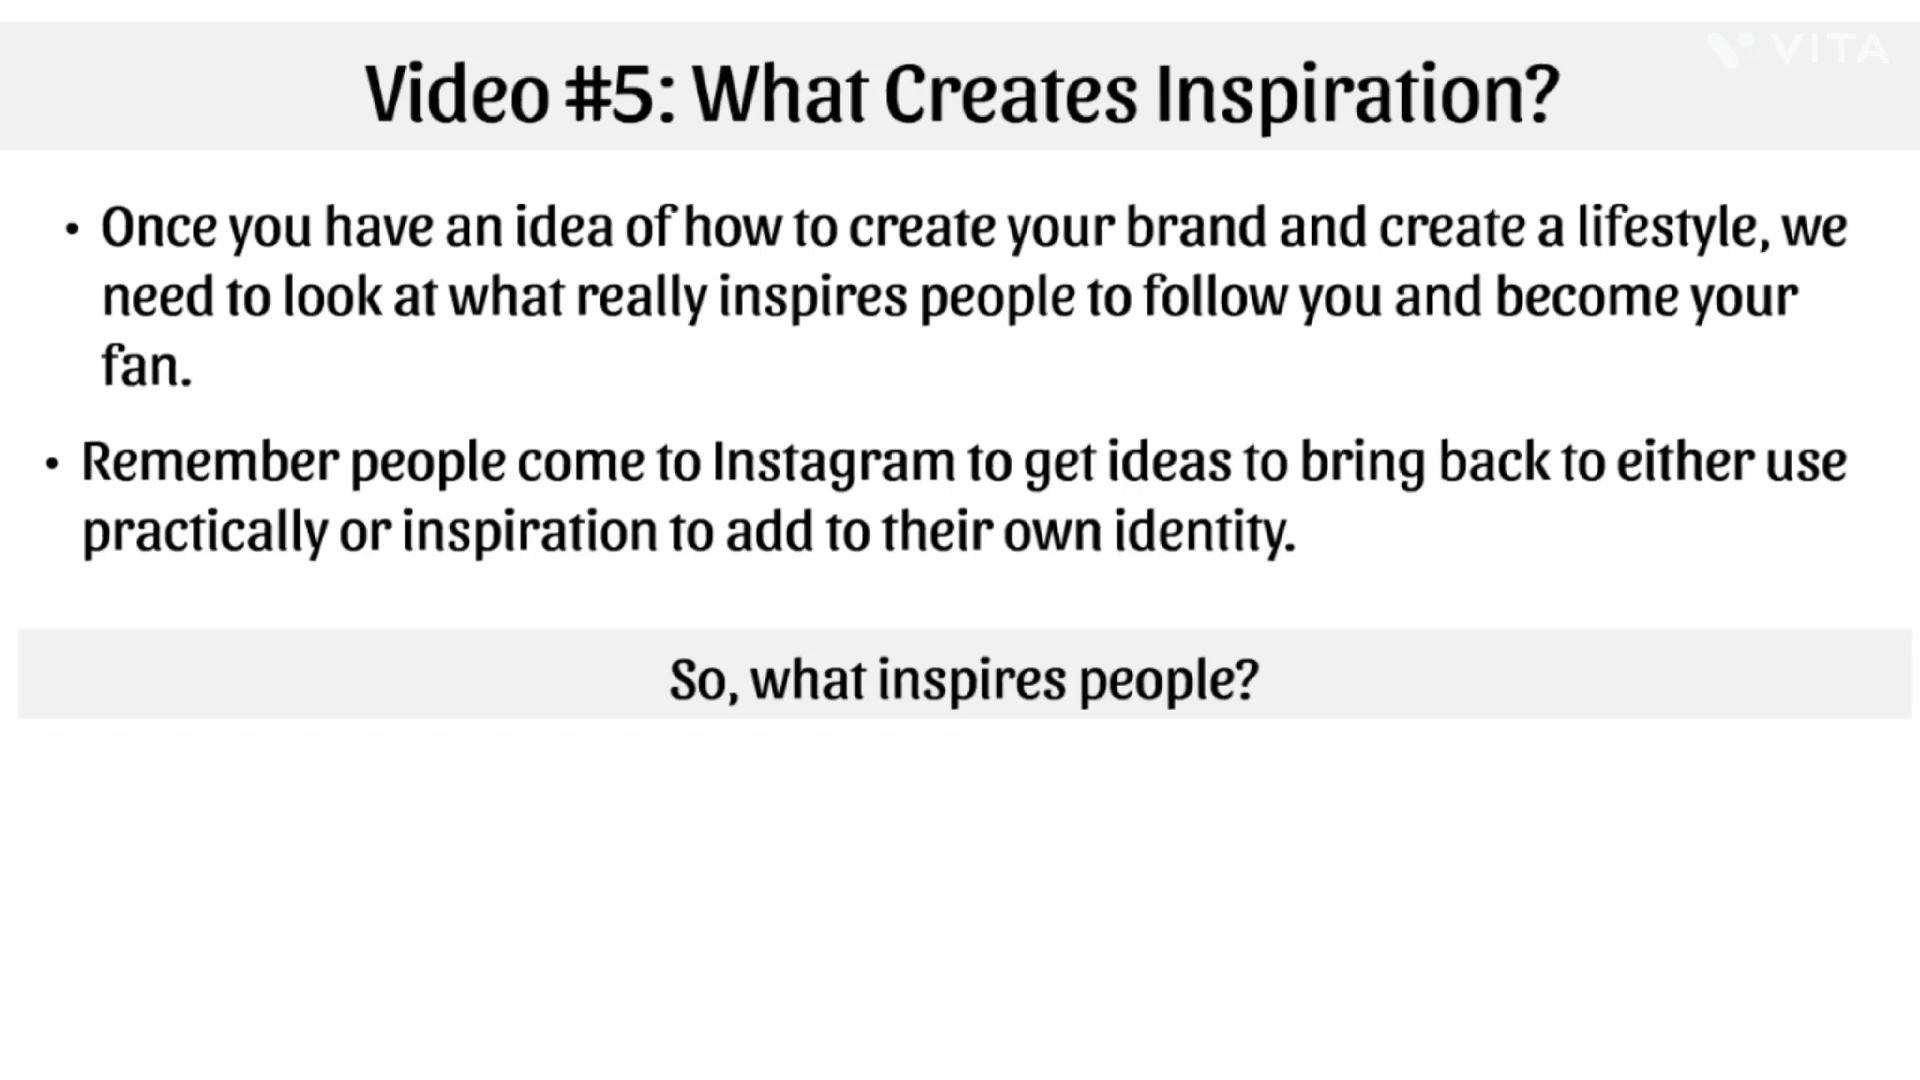 VITA
Video #5: What Creates Inspiration?
• Once you have an idea of how to create your brand and create a lifestyle, we
need to look at what really inspires people to follow you and become your
fan.
• Remember people come to Instagram to get ideas to bring back to either use
practically or inspiration to add to their own identity.
So, what inspires people?